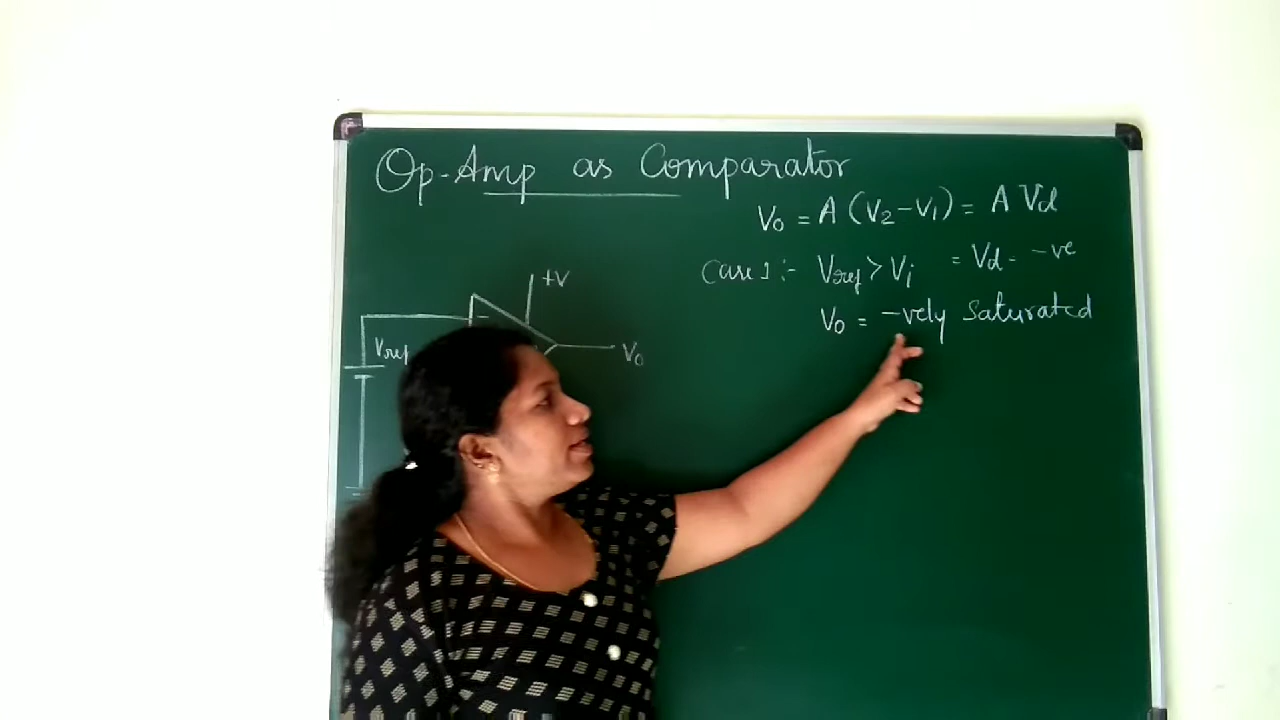 Op-Amp as Comparator
V₀ = A (V₂-V₁) = A Vd
Case 1 :- Vref > Vi = Vd = -ve
V₀ = -vely saturated
+V
-
Vref
V₀